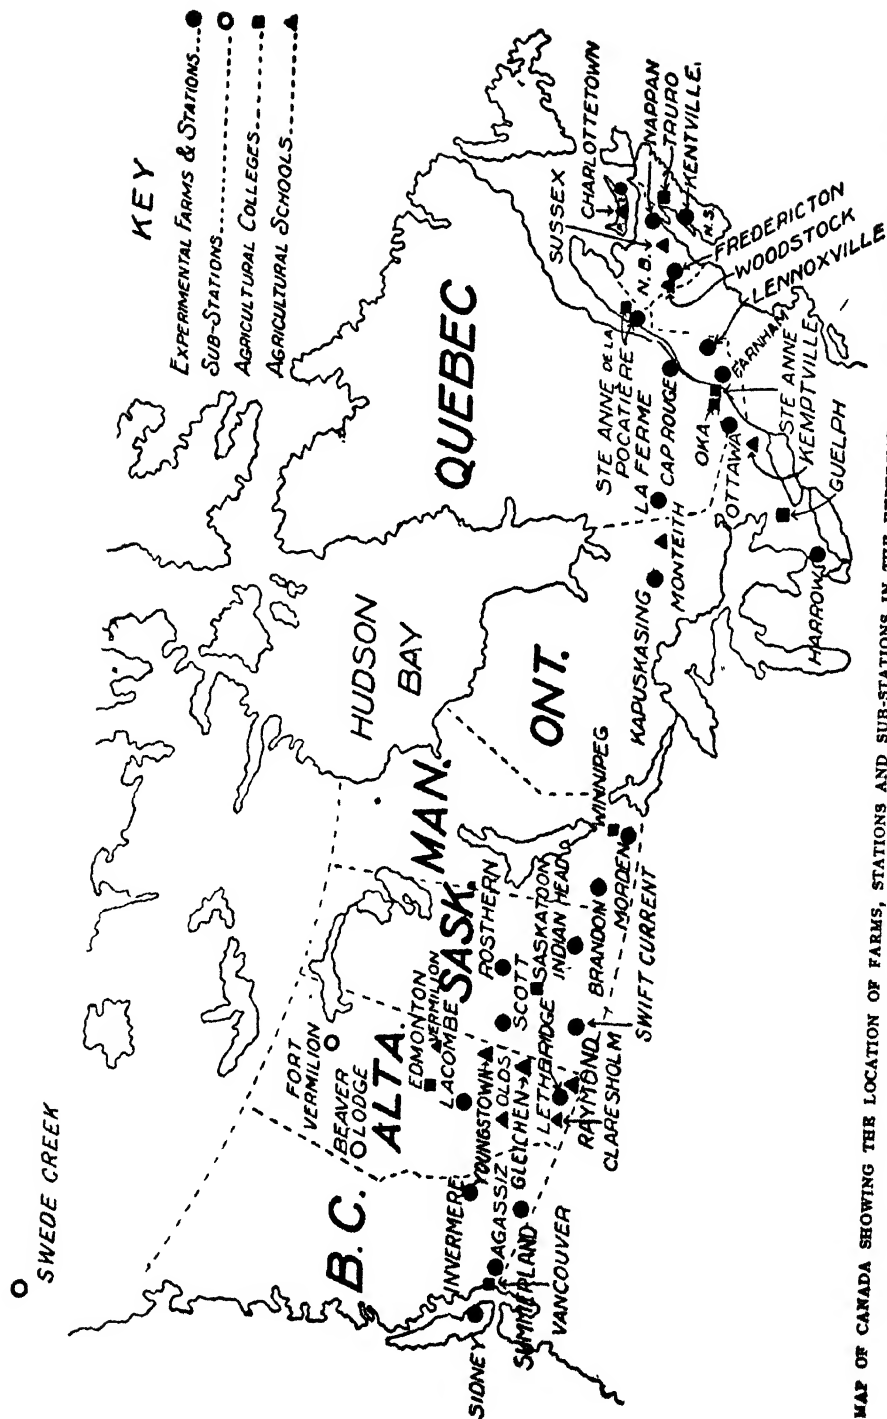 KEY
EXPERIMENTAL FARMS & STATIONS...
SUB-STATIONS
AGRICULTURAL COLLEGES
AGRICULTURAL SCHOOLS
SWEDE CREEK
HUDSON
BAY
QUEBEC
ONT.
MAN.
SASK.
ALTA.
B.C.
FORT
VERMILION
BEAVER
LODGE
EDMONTON
VERMILION
LACOMBE
YOUNGSTOWN
OLDS
GLEICHEN
LETHBRIDGE
RAYMOND
CLARESHOLM
INVERMERE
AGASSIZ
SUMMERLAND
VANCOUVER
SIDNEY
ROSTHERN
SCOTT
SASKATOON
INDIAN HEAD
SWIFT CURRENT
BRANDON
MORDEN
WINNIPEG
KAPUSKASING
MONTEITH
HARROW
GUELPH
KEMPTVILLE
OTTAWA
OKA
STE ANNE
FARNHAM
LENNOXVILLE
LA FERME
CAP ROUGE
STE ANNE DE LA
POCATIERE
WOODSTOCK
FREDERICTON
N.B.
SUSSEX
CHARLOTTETOWN
NAPPAN
TRURO
KENTVILLE.
N.S.
MAP OF CANADA SHOWING THE LOCATION OF FARMS, STATIONS AND SUB-STATIONS IN THE